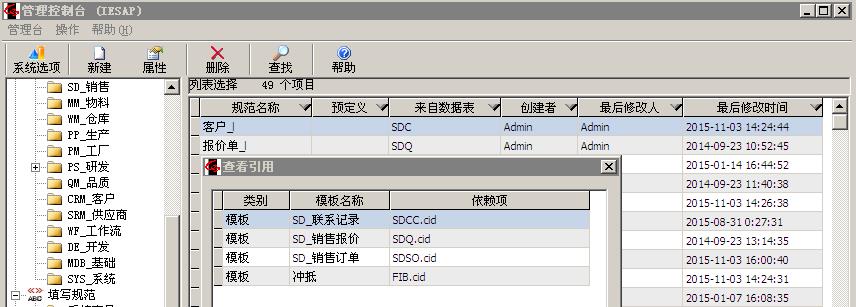 管理控制台 (IESAP)
管理台 操作 帮助(H)
系统选项 新建 属性 删除 查找 帮助
列表选择 49 个项目
SD_销售
MM_物料
WM_仓库
PP_生产
PM_工厂
PS_研发
QM_品质
CRM_客户
SRM_供应商
WF_工作流
DE_开发
MDB_基础
SYS_系统
ABC 填写规范
规范名称 预定义 来自数据表 创建者 最后修改人 最后修改时间
客户_I SDC Admin Admin 2015-11-03 14:24:44
报价单_I SDQ Admin Admin 2014-09-23 10:52:45
2015-01-14 16:44:52
2014-09-23 11:40:38
2015-11-03 14:26:38
2015-08-31 0:27:31
2014-09-23 13:14:35
2015-11-03 16:00:40
2015-11-03 14:24:31
2015-01-07 16:08:35
查看引用
类别 模板名称 依赖项
模板 SD_联系记录 SDCC.cid
模板 SD_销售报价 SDQ.cid
模板 SD_销售订单 SDSO.cid
模板 冲抵 FIB.cid